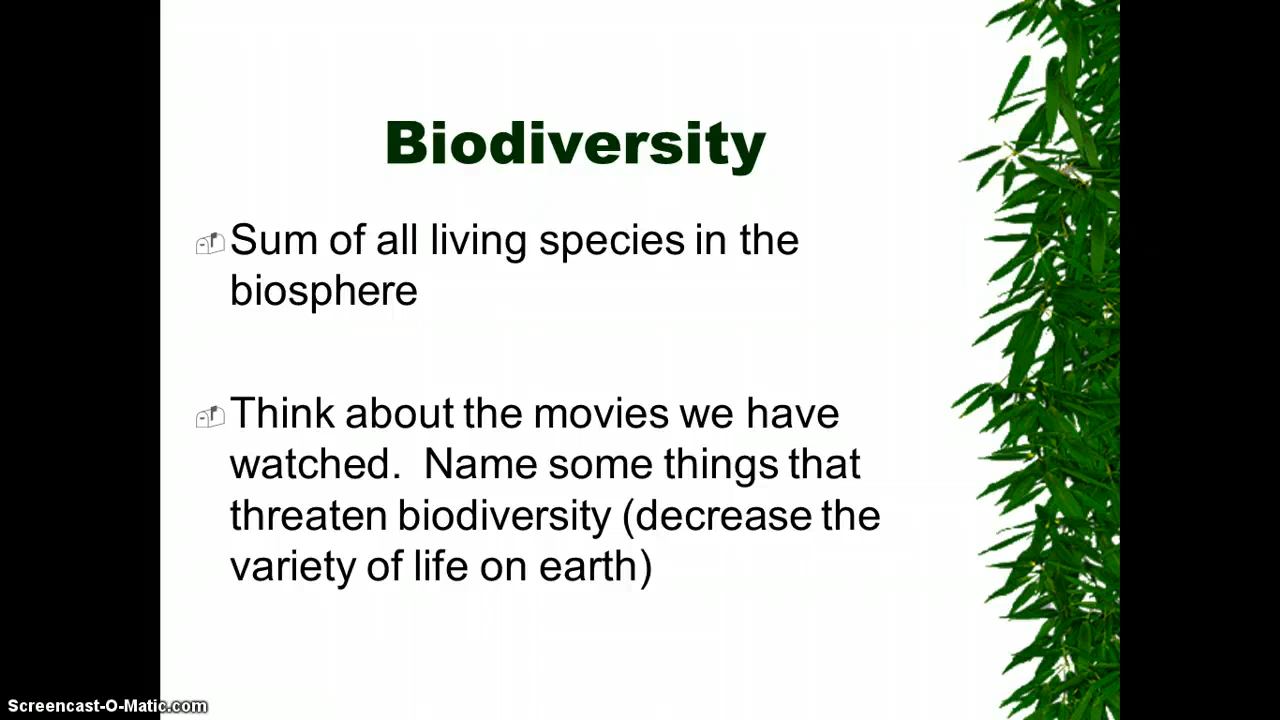 Biodiversity
Sum of all living species in the
biosphere
Think about the movies we have
watched.  Name some things that
threaten biodiversity (decrease the
variety of life on earth)
Screencast-O-Matic.com